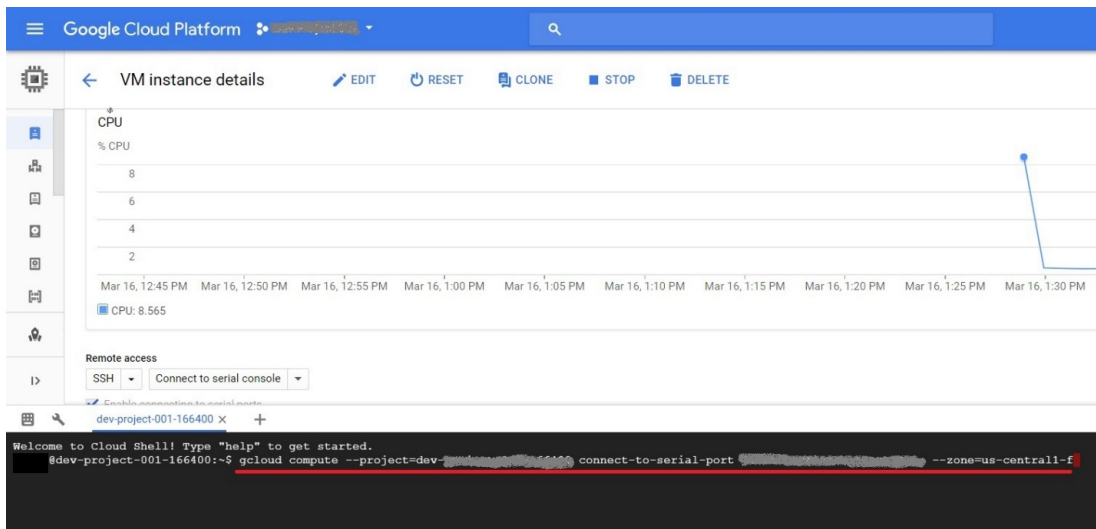 Google Cloud Platform
VM instance details EDIT RESET CLONE STOP DELETE
CPU
% CPU
8
6
4
2
Mar 16, 12:45 PM Mar 16, 12:50 PM Mar 16, 12:55 PM Mar 16, 1:00 PM Mar 16, 1:05 PM Mar 16, 1:10 PM Mar 16, 1:15 PM Mar 16, 1:20 PM Mar 16, 1:25 PM Mar 16, 1:30 PM
CPU: 8.565
Remote access
SSH Connect to serial console
Enable connecting to serial ports
dev-project-001-166400 × +
Welcome to Cloud Shell! Type "help" to get started.
@dev-project-001-166400:~$ gcloud compute --project=dev- connect-to-serial-port --zone=us-central1-f